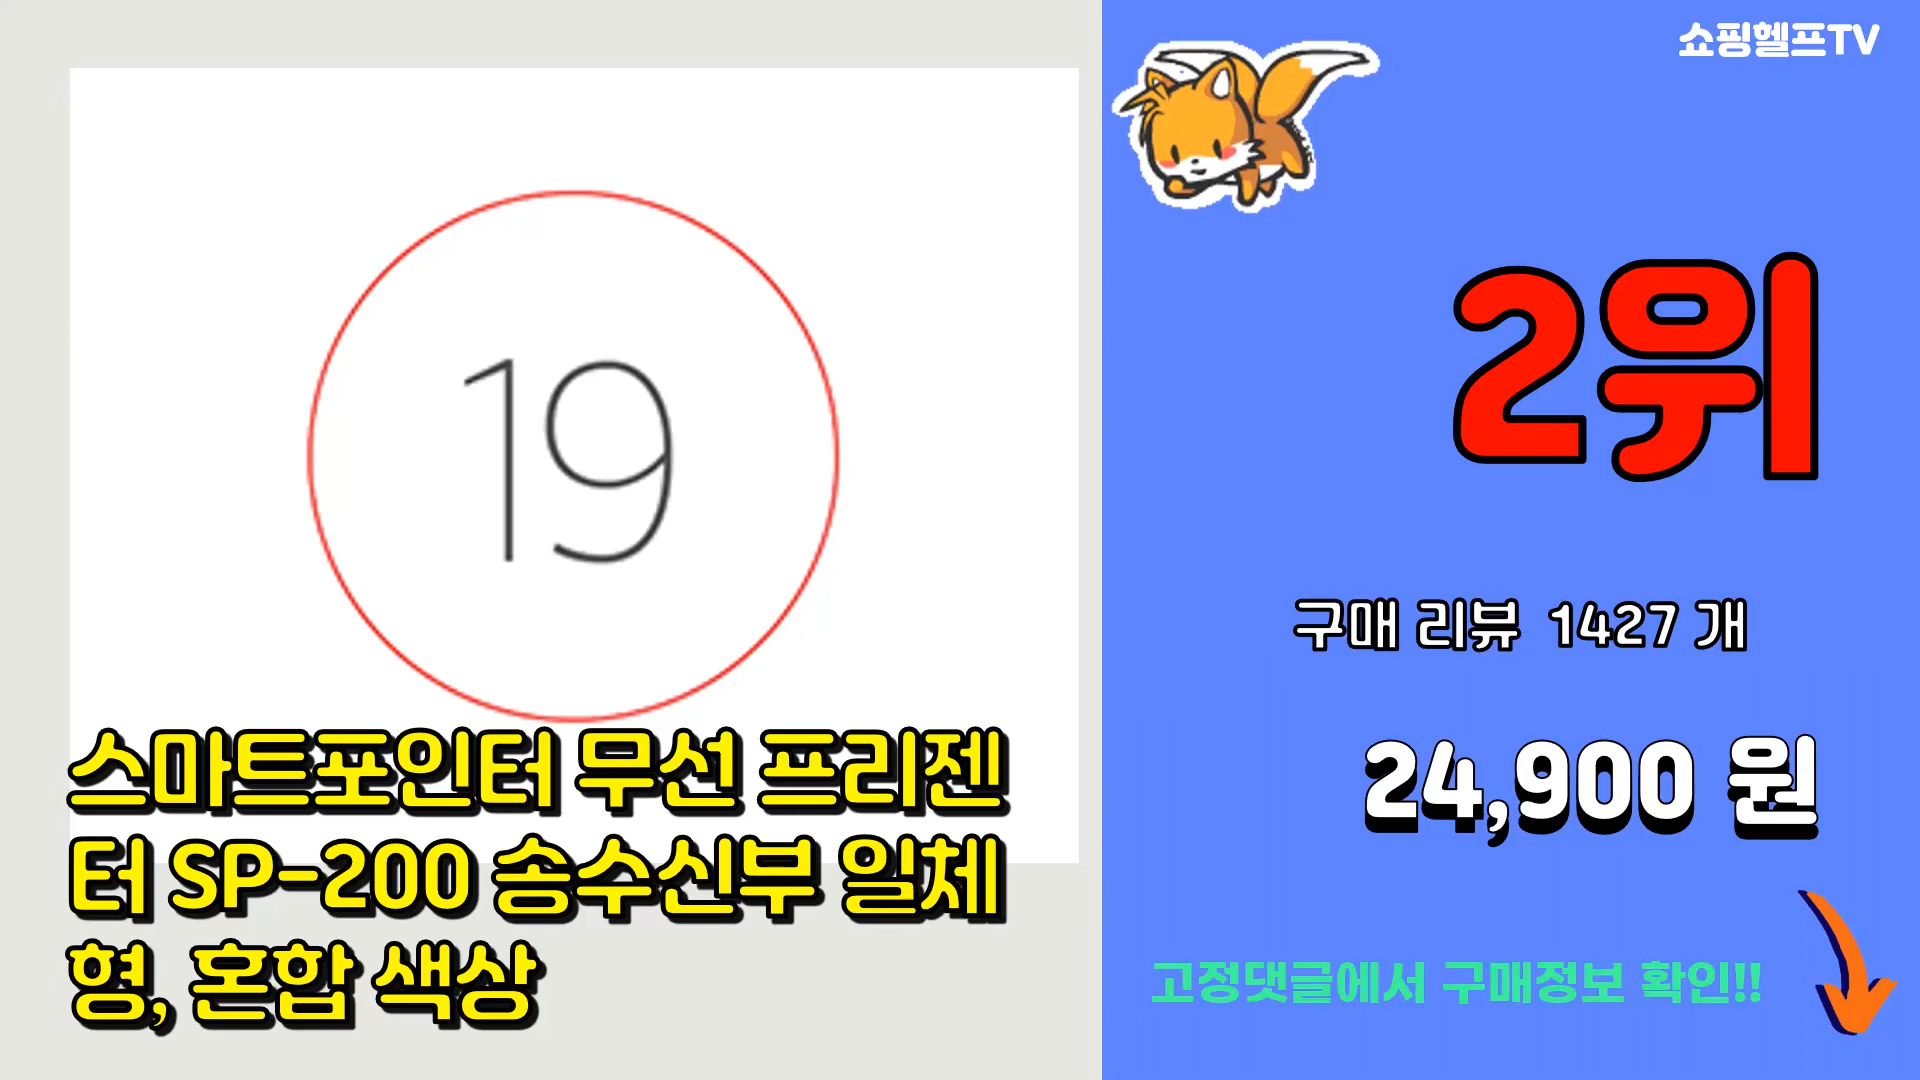 쇼핑헬프TV
19
2위
구매 리뷰 1427 개
24,900 원
스마트포인터 무선 프리젠
터 SP-200 송수신부 일체
형, 혼합 색상
고정댓글에서 구매정보 확인!!